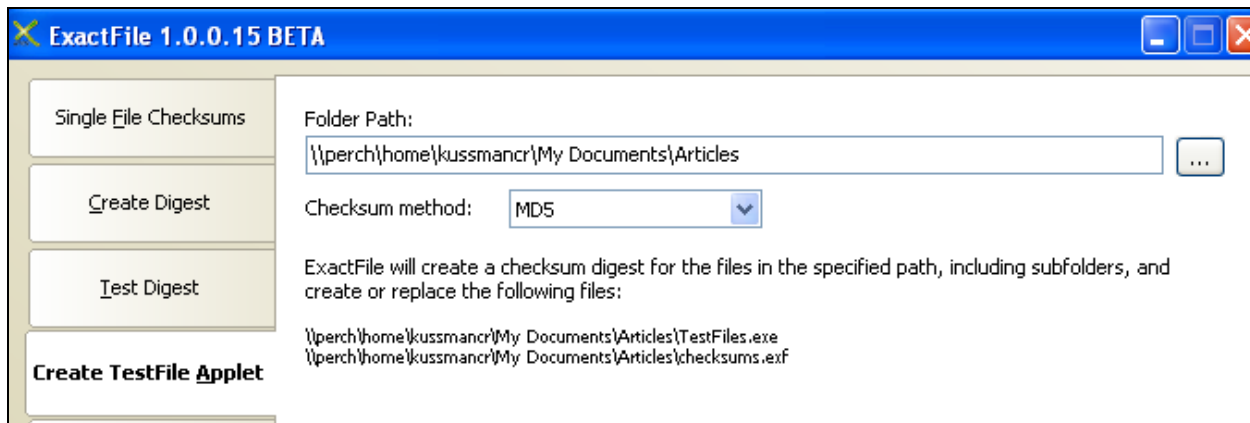 ExactFile 1.0.0.15 BETA
Single File Checksums
Create Digest
Test Digest
Create TestFile Applet
Folder Path:
\\perch\home\kussmancr\My Documents\Articles
...
Checksum method:
MD5
ExactFile will create a checksum digest for the files in the specified path, including subfolders, and
create or replace the following files:
\\perch\home\kussmancr\My Documents\Articles\TestFiles.exe
\\perch\home\kussmancr\My Documents\Articles\checksums.exf